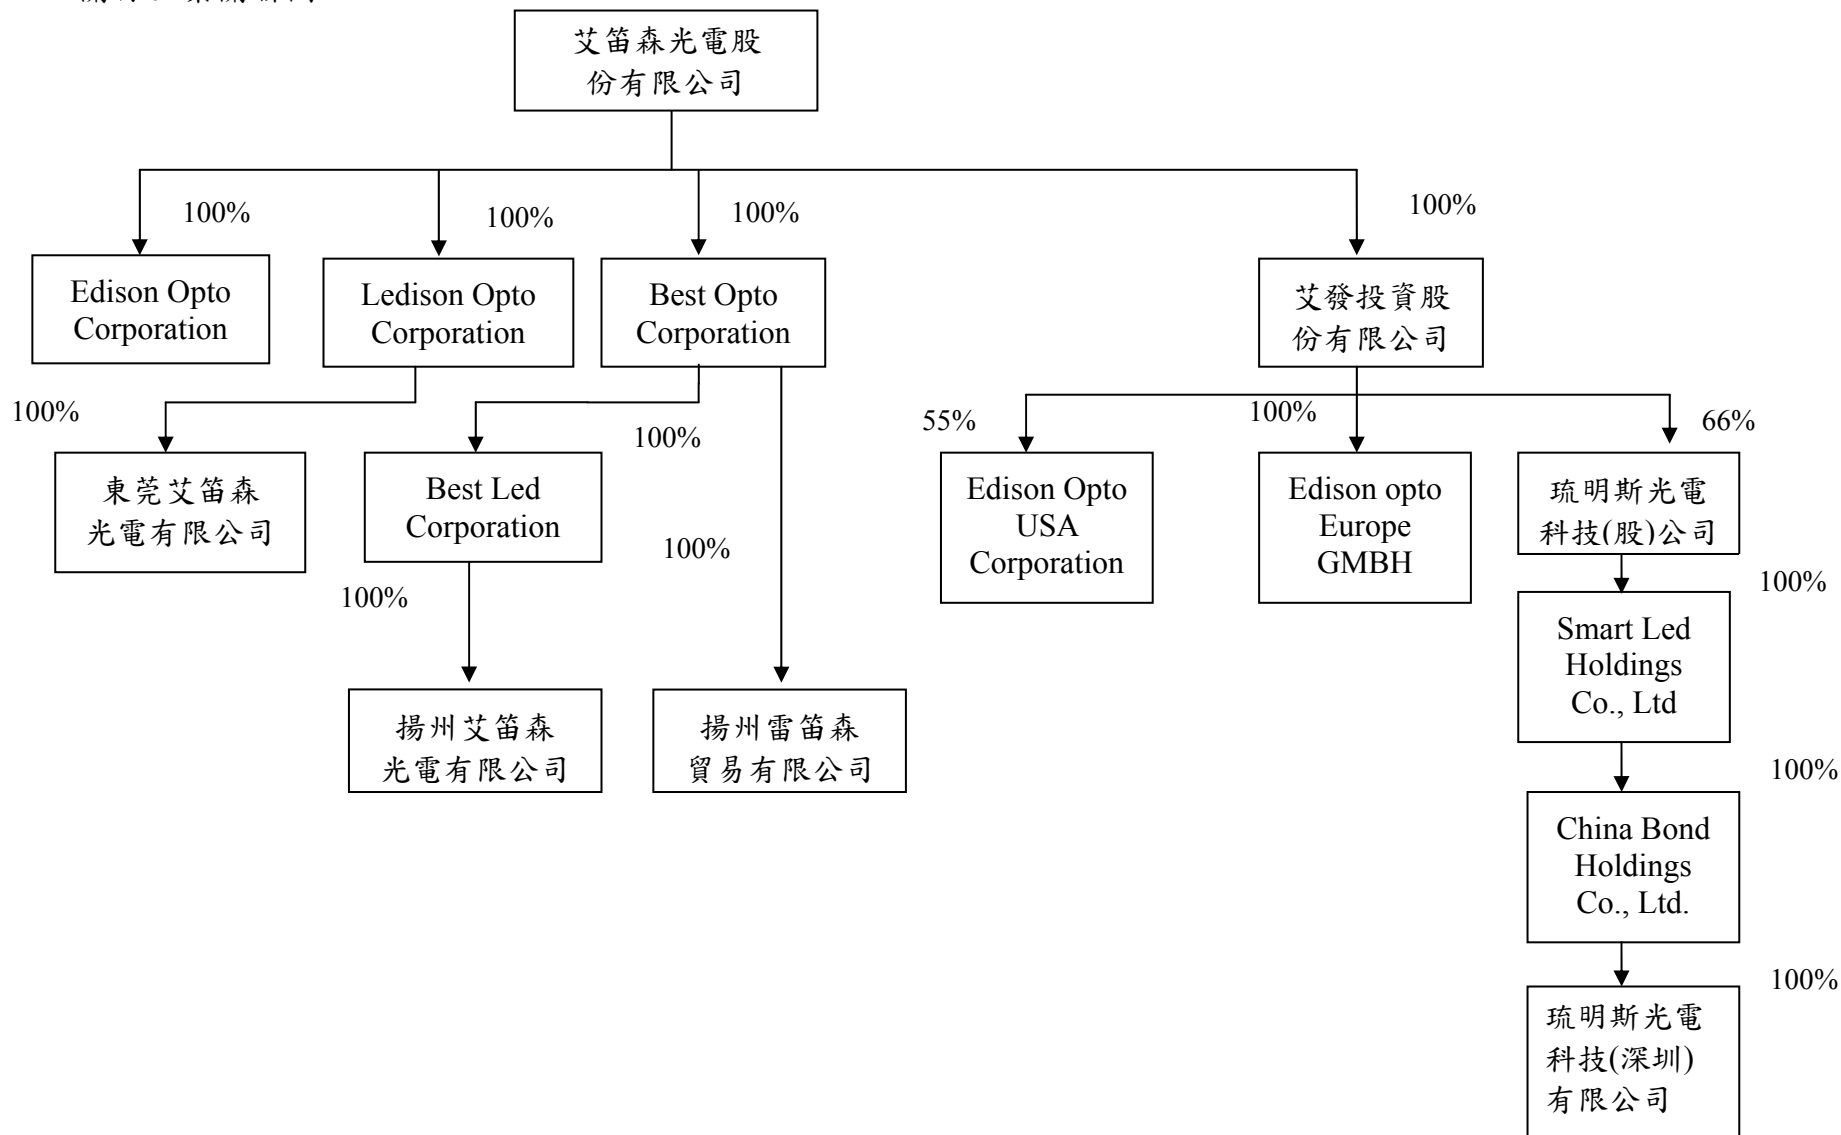 艾笛森光電股
份有限公司
100%
100%
100%
100%
Edison Opto
Corporation
Ledison Opto
Corporation
Best Opto
Corporation
艾發投資股
份有限公司
100%
100%
55%
100%
66%
東莞艾笛森
光電有限公司
Best Led
Corporation
Edison Opto
USA
Corporation
Edison opto
Europe
GMBH
琉明斯光電
科技(股)公司
100%
100%
100%
Smart Led
Holdings
Co., Ltd
揚州艾笛森
光電有限公司
揚州雷笛森
貿易有限公司
100%
China Bond
Holdings
Co., Ltd.
100%
琉明斯光電
科技(深圳)
有限公司